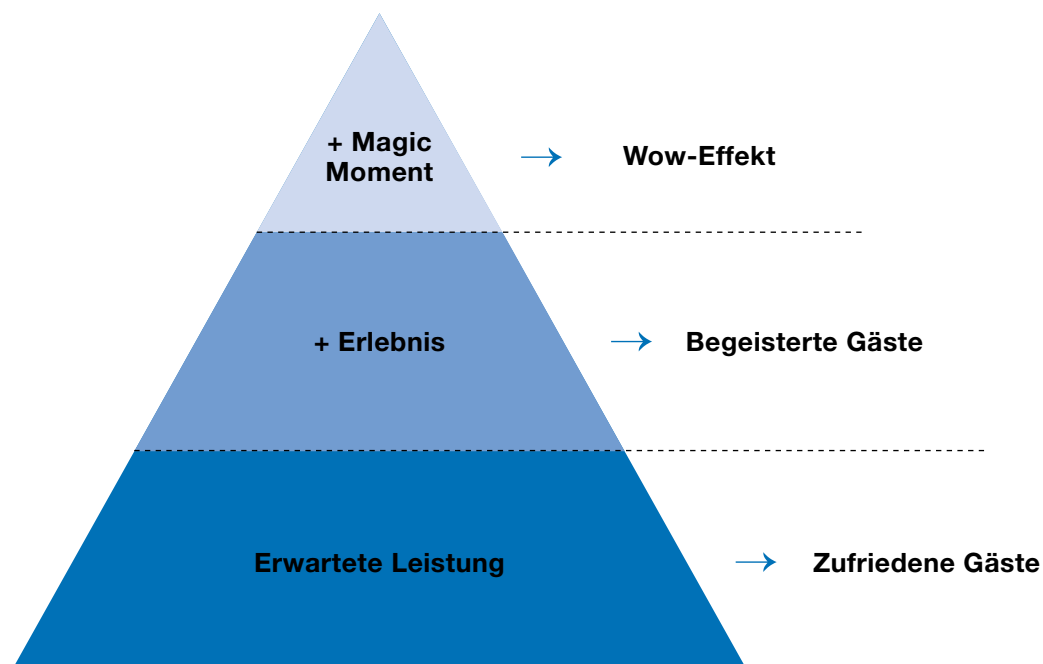 + Magic
Moment
Wow-Effekt
+ Erlebnis
Begeisterte Gäste
Erwartete Leistung
Zufriedene Gäste